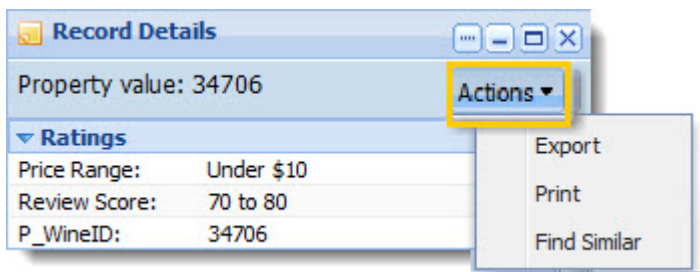 Record Details
Property value: 34706
Actions
Ratings
Export
Price Range: Under $10
Print
Review Score: 70 to 80
P_WineID: 34706
Find Similar